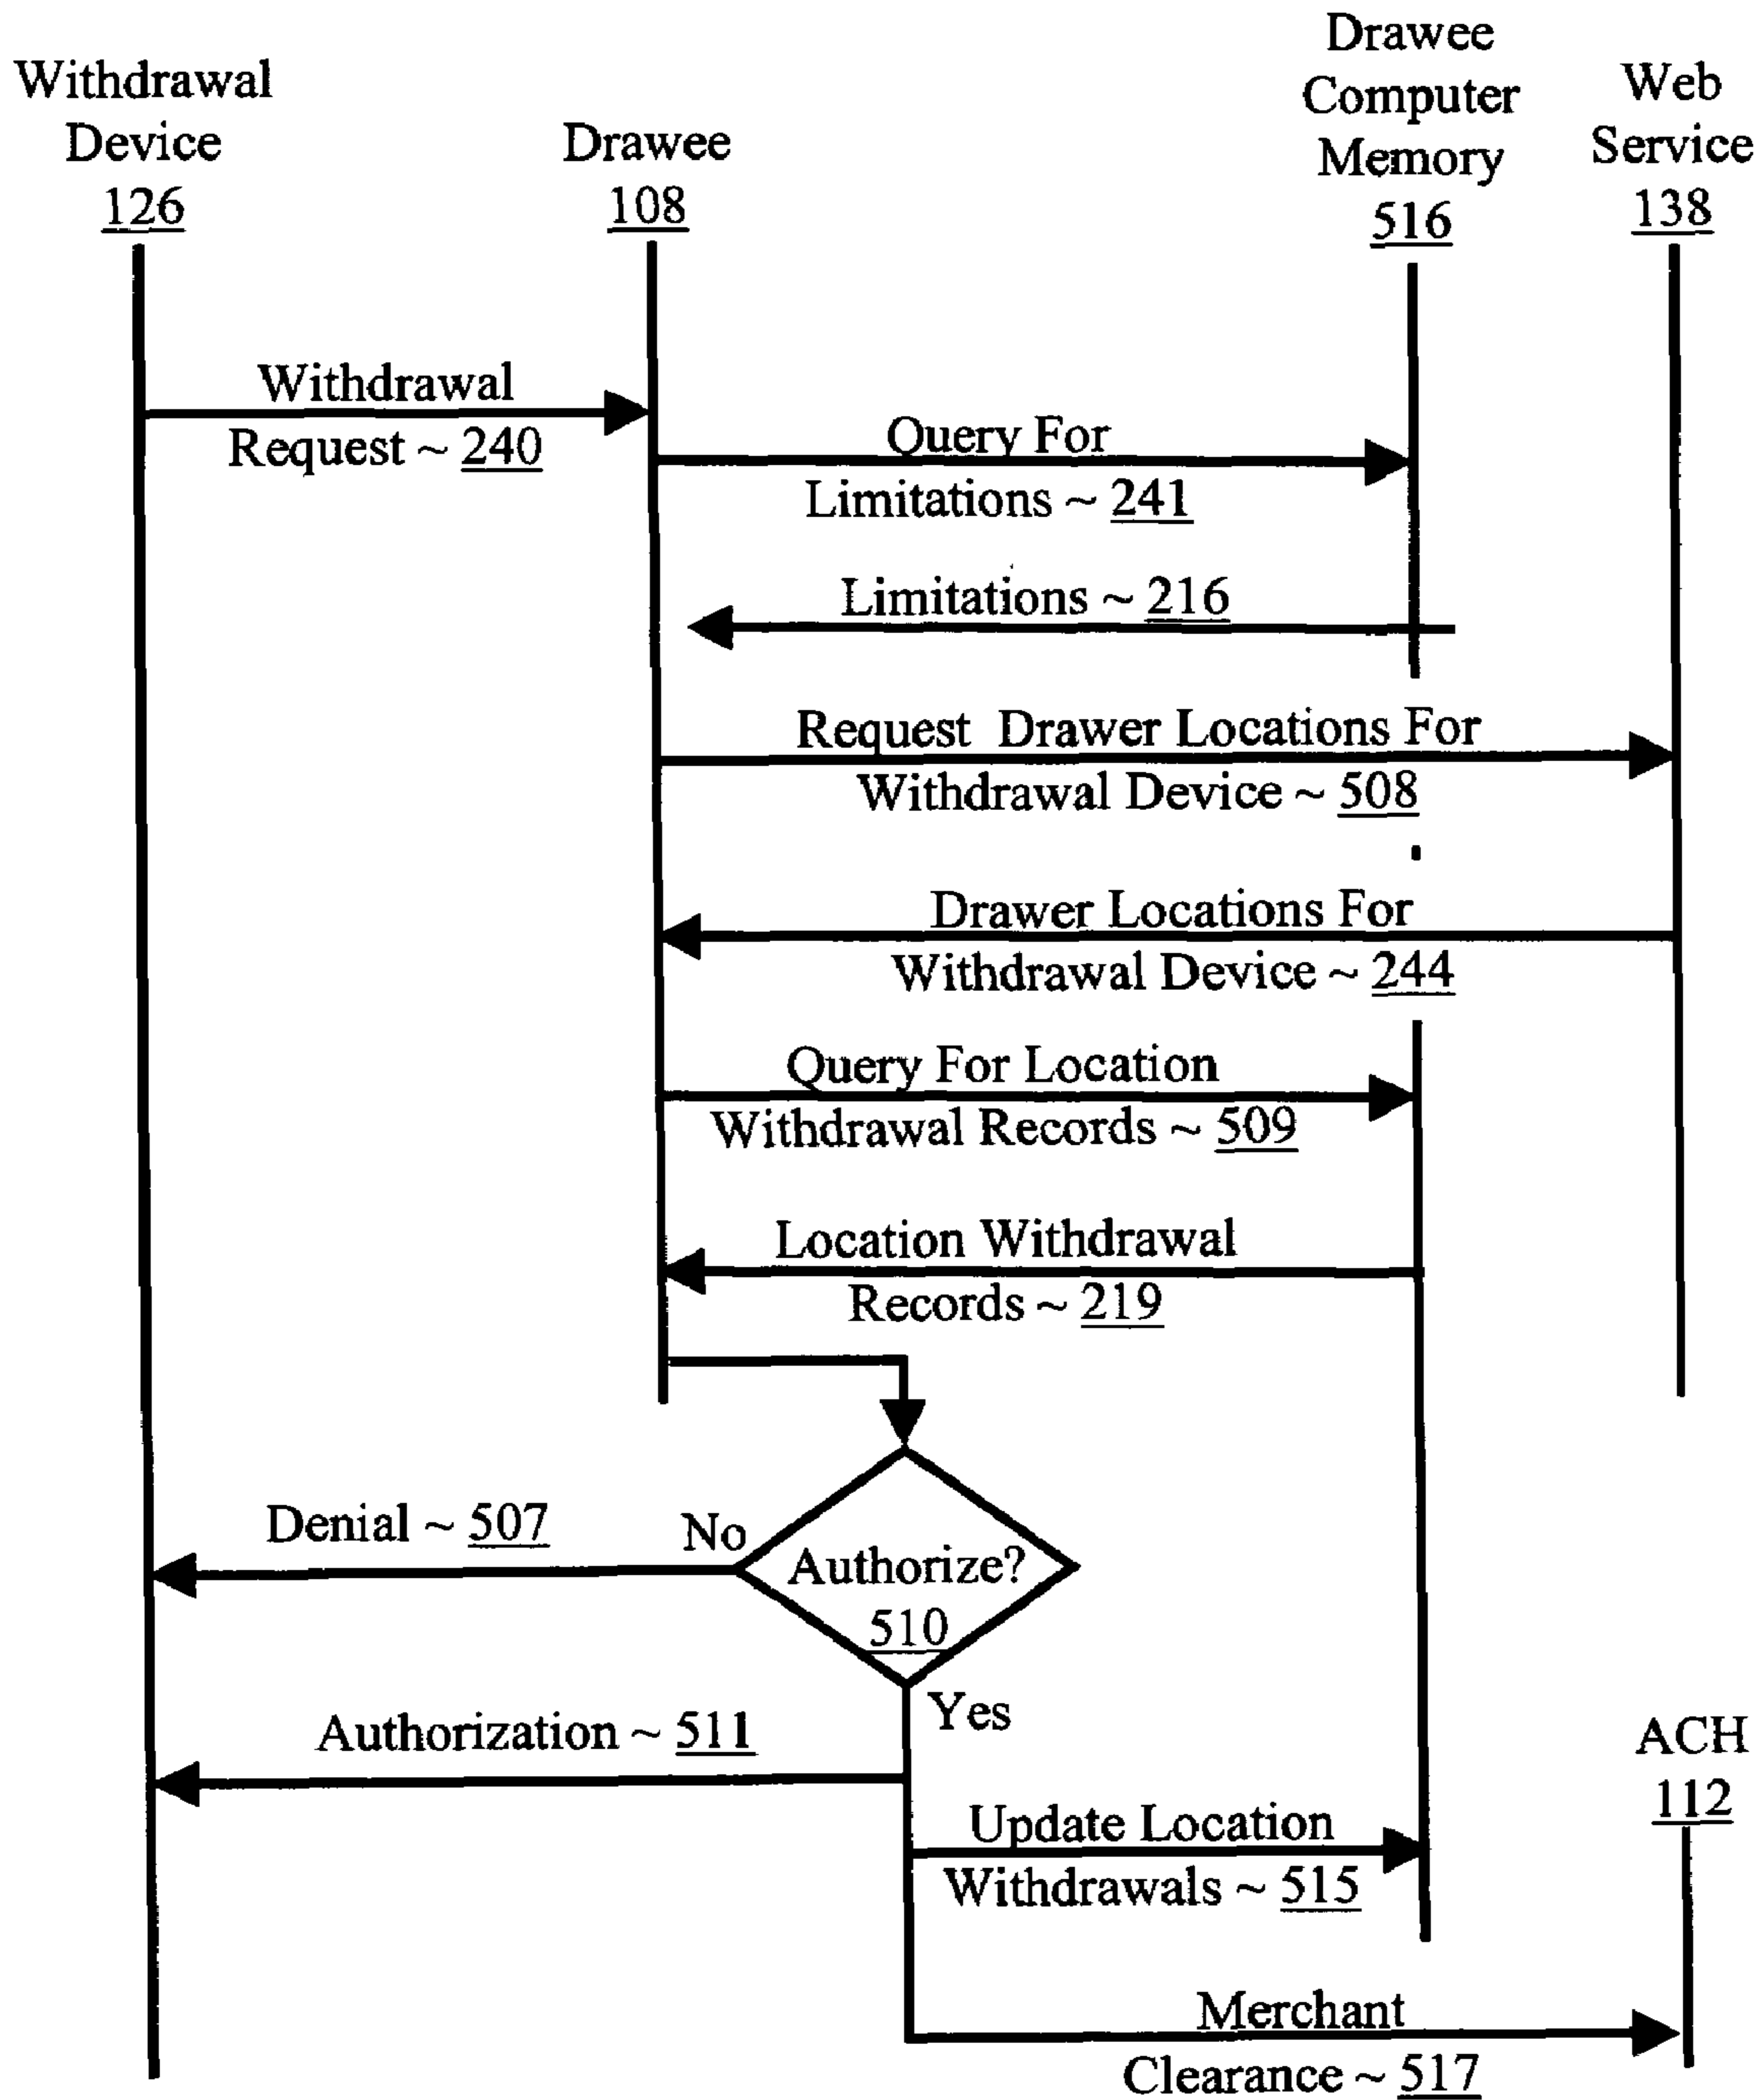 Withdrawal
Device
126
Drawee
108
Drawee
Computer
Memory
516
Web
Service
138
Withdrawal
Request ~ 240
Query For
Limitations ~ 241
Limitations ~ 216
Request Drawer Locations For
Withdrawal Device ~ 508
Drawer Locations For
Withdrawal Device ~ 244
Query For Location
Withdrawal Records ~ 509
Location Withdrawal
Records ~ 219
Denial ~ 507
No
Authorize?
510
Yes
Authorization ~ 511
ACH
112
Update Location
Withdrawals ~ 515
Merchant
Clearance ~ 517